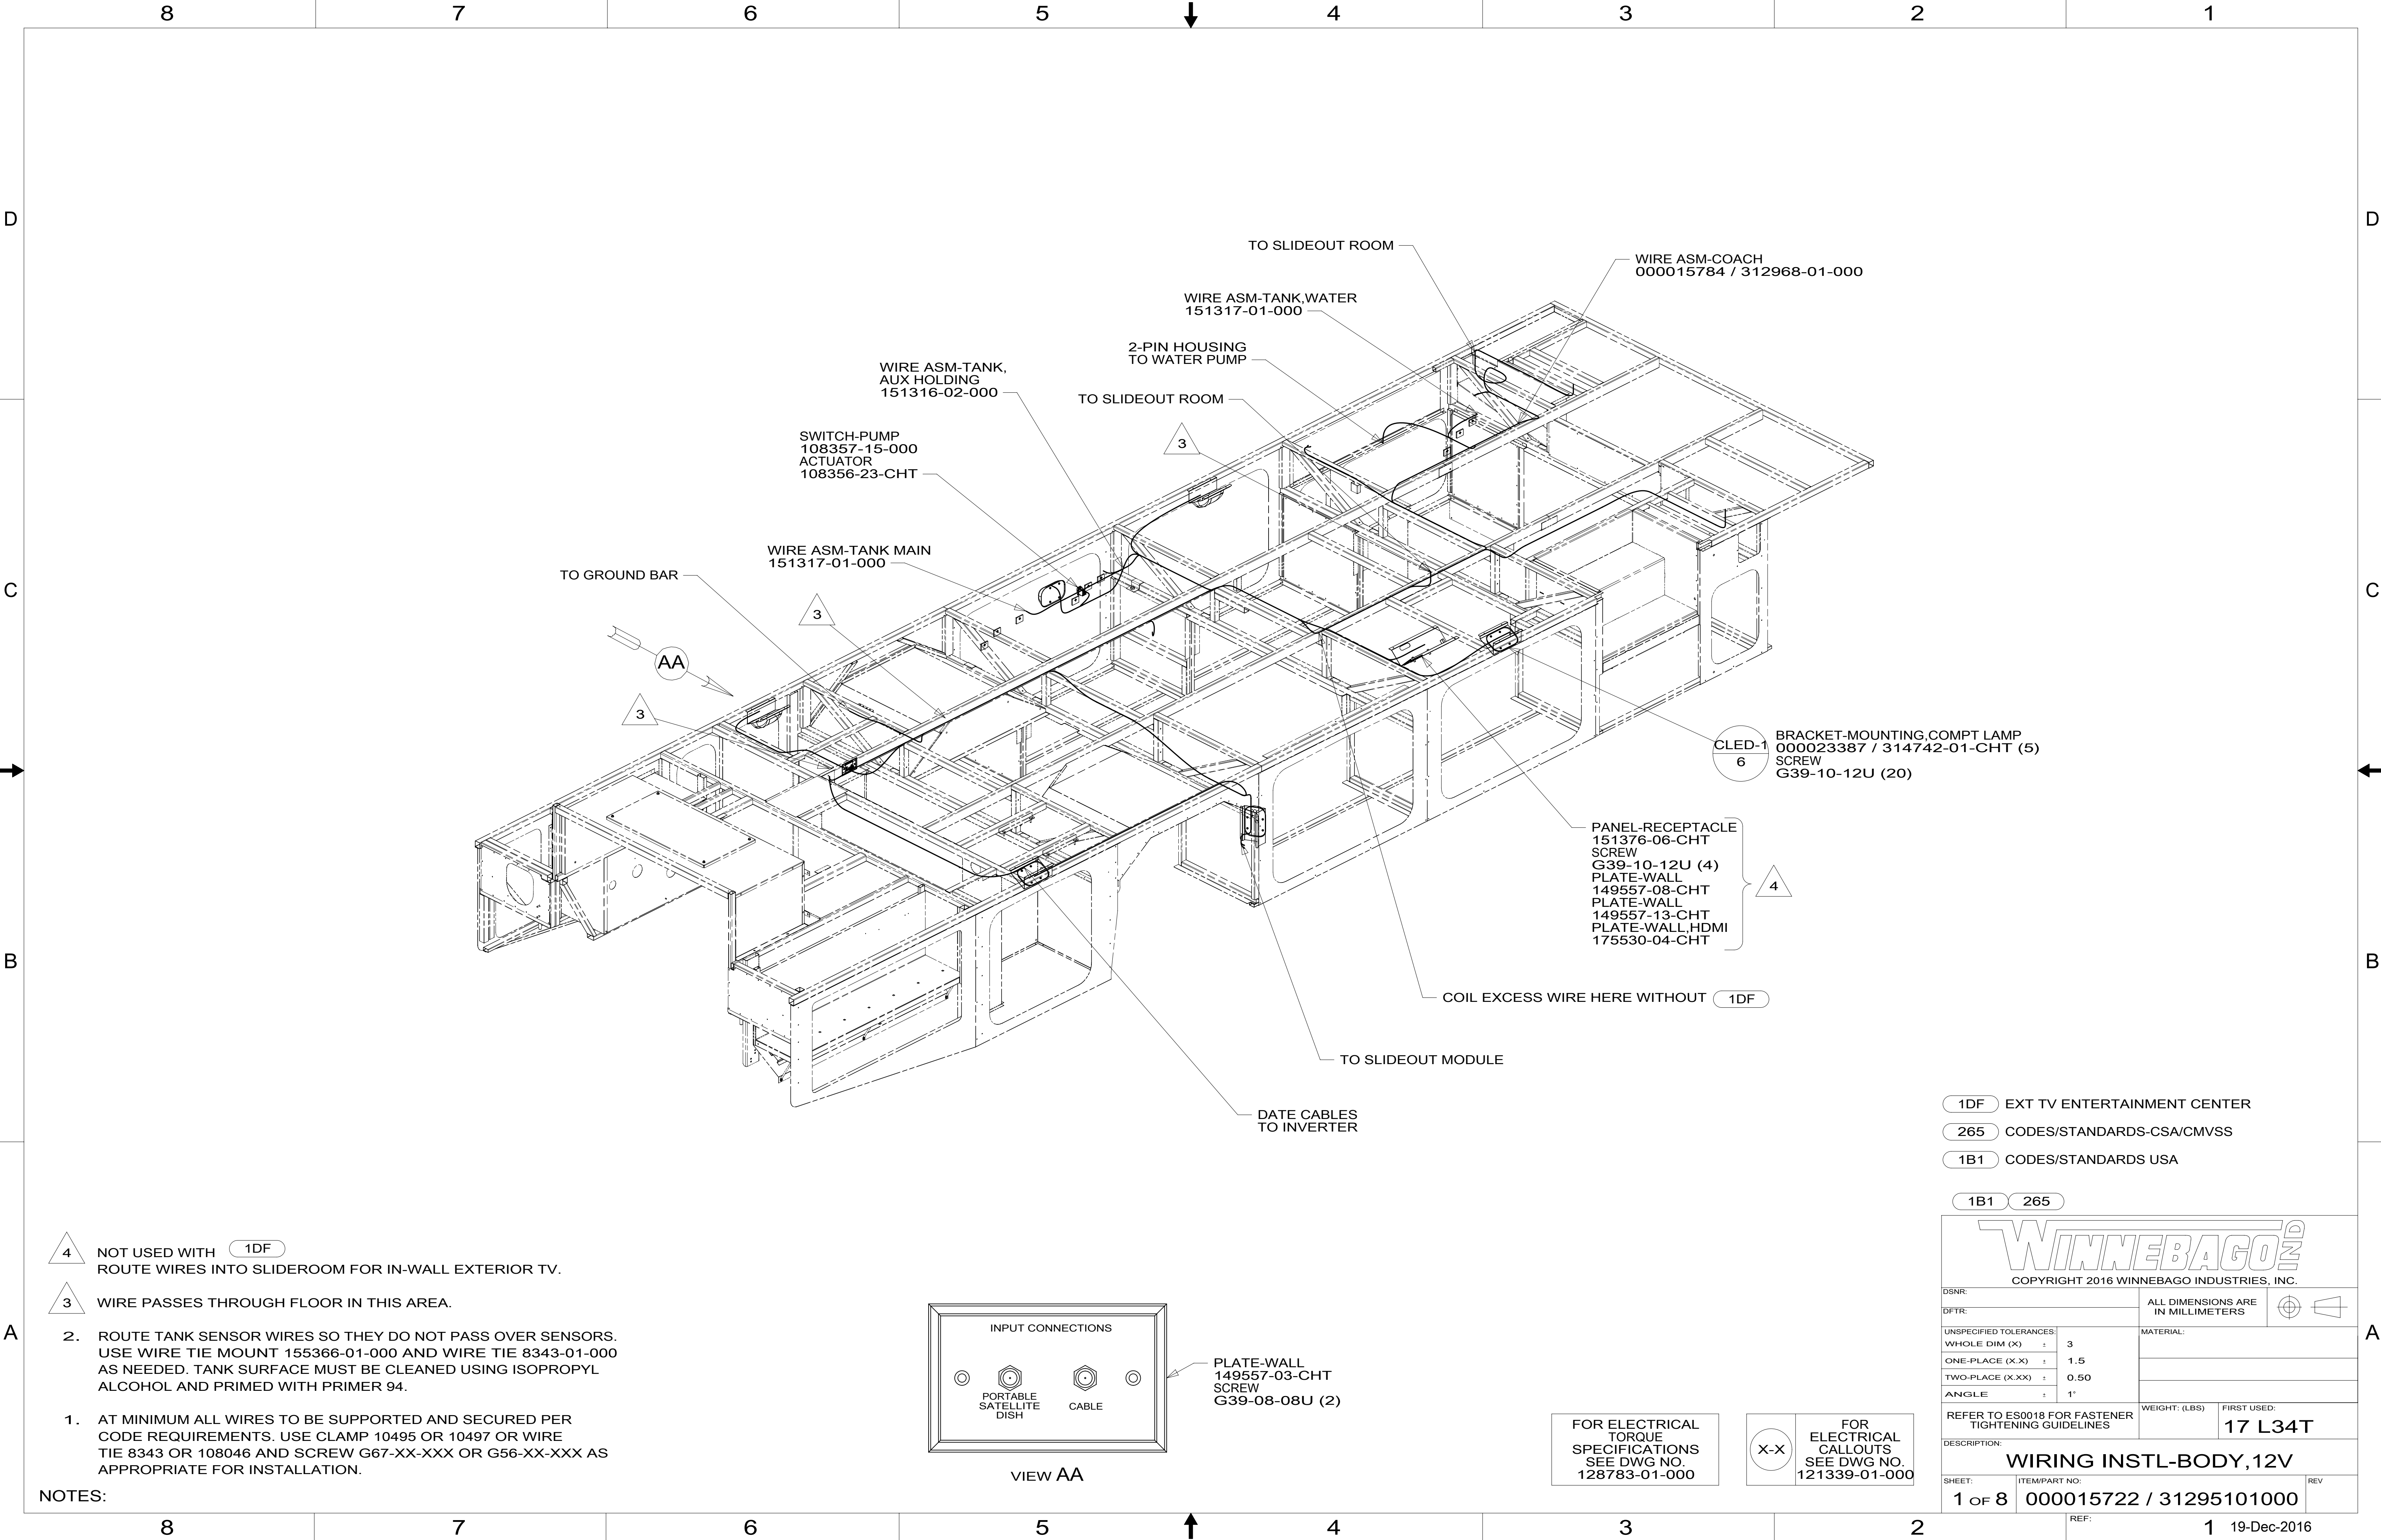 8 7 6 5 4 3 2 1
D
D
C
C
B
B
A
A
TO SLIDEOUT ROOM
WIRE ASM-COACH
000015784 / 312968-01-000
WIRE ASM-TANK,WATER
151317-01-000
2-PIN HOUSING
TO WATER PUMP
WIRE ASM-TANK,
AUX HOLDING
151316-02-000
TO SLIDEOUT ROOM
SWITCH-PUMP
108357-15-000
ACTUATOR
108356-23-CHT
3
WIRE ASM-TANK MAIN
151317-01-000
TO GROUND BAR
3
AA
3
CLED-1
6
BRACKET-MOUNTING,COMPT LAMP
000023387 / 314742-01-CHT (5)
SCREW
G39-10-12U (20)
PANEL-RECEPTACLE
151376-06-CHT
SCREW
G39-10-12U (4)
PLATE-WALL
149557-08-CHT
PLATE-WALL
149557-13-CHT
PLATE-WALL,HDMI
175530-04-CHT
4
COIL EXCESS WIRE HERE WITHOUT 1DF
TO SLIDEOUT MODULE
DATE CABLES
TO INVERTER
1DF EXT TV ENTERTAINMENT CENTER
265 CODES/STANDARDS-CSA/CMVSS
1B1 CODES/STANDARDS USA
1B1 265
4 NOT USED WITH 1DF
ROUTE WIRES INTO SLIDEROOM FOR IN-WALL EXTERIOR TV.
3 WIRE PASSES THROUGH FLOOR IN THIS AREA.
2. ROUTE TANK SENSOR WIRES SO THEY DO NOT PASS OVER SENSORS.
USE WIRE TIE MOUNT 155366-01-000 AND WIRE TIE 8343-01-000
AS NEEDED. TANK SURFACE MUST BE CLEANED USING ISOPROPYL
ALCOHOL AND PRIMED WITH PRIMER 94.
1. AT MINIMUM ALL WIRES TO BE SUPPORTED AND SECURED PER
CODE REQUIREMENTS. USE CLAMP 10495 OR 10497 OR WIRE
TIE 8343 OR 108046 AND SCREW G67-XX-XXX OR G56-XX-XXX AS
APPROPRIATE FOR INSTALLATION.
NOTES:
INPUT CONNECTIONS
PORTABLE
SATELLITE
DISH
CABLE
PLATE-WALL
149557-03-CHT
SCREW
G39-08-08U (2)
VIEW AA
FOR ELECTRICAL
TORQUE
SPECIFICATIONS
SEE DWG NO.
128783-01-000
X-X
FOR
ELECTRICAL
CALLOUTS
SEE DWG NO.
121339-01-000
WINNEBAGO IND
COPYRIGHT 2016 WINNEBAGO INDUSTRIES, INC.
DSNR:
DFTR:
ALL DIMENSIONS ARE
IN MILLIMETERS
UNSPECIFIED TOLERANCES:
WHOLE DIM (X) ± 3
ONE-PLACE (X.X) ± 1.5
TWO-PLACE (X.XX) ± 0.50
ANGLE ± 1°
MATERIAL:
REFER TO ES0018 FOR FASTENER
TIGHTENING GUIDELINES
WEIGHT: (LBS)
FIRST USED:
17 L34T
DESCRIPTION:
WIRING INSTL-BODY,12V
SHEET:
1 OF 8
ITEM/PART NO:
000015722 / 31295101000
REV
REF:
8 7 6 5 4 3 2 1
19-Dec-2016